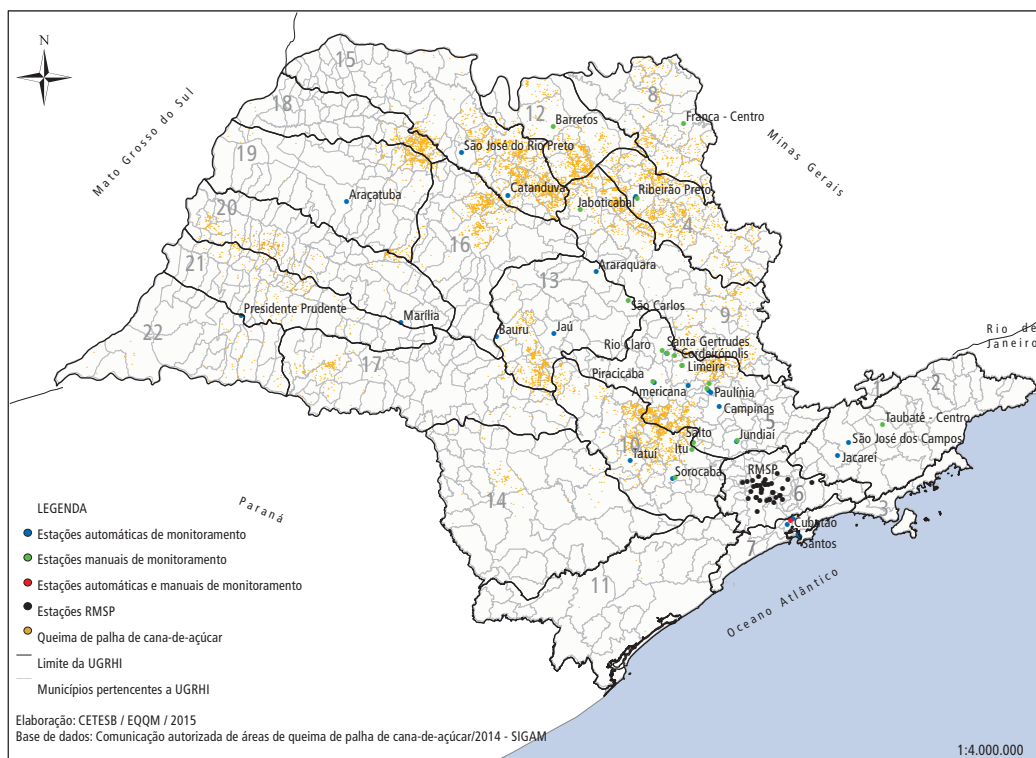 N
Mato Grosso do Sul
Minas Gerais
Rio de
Janeiro
Paraná
Oceano Atlântico
15
18
12
8
19
20
16
4
21
13
9
22
17
1
2
5
10
14
6
3
7
11
Barretos
Franca - Centro
São José do Rio Preto
Catanduva
Ribeirão Preto
Jaboticabal
Araçatuba
Araraquara
São Carlos
Presidente Prudente
Marília
Bauru
Jaú
Rio Claro
Santa Gertrudes
Cordeirópolis
Limeira
Piracicaba
Americana
Paulínia
Campinas
Salto
Jundiaí
Itu
Tatuí
Sorocaba
RMSP
Taubaté - Centro
São José dos Campos
Jacareí
Cubatão
Santos
LEGENDA
Estações automáticas de monitoramento
Estações manuais de monitoramento
Estações automáticas e manuais de monitoramento
Estações RMSP
Queima de palha de cana-de-açúcar
Limite da UGRHI
Municípios pertencentes a UGRHI
Elaboração: CETESB / EQQM / 2015
Base de dados: Comunicação autorizada de áreas de queima de palha de cana-de-açúcar/2014 - SIGAM
1:4.000.000